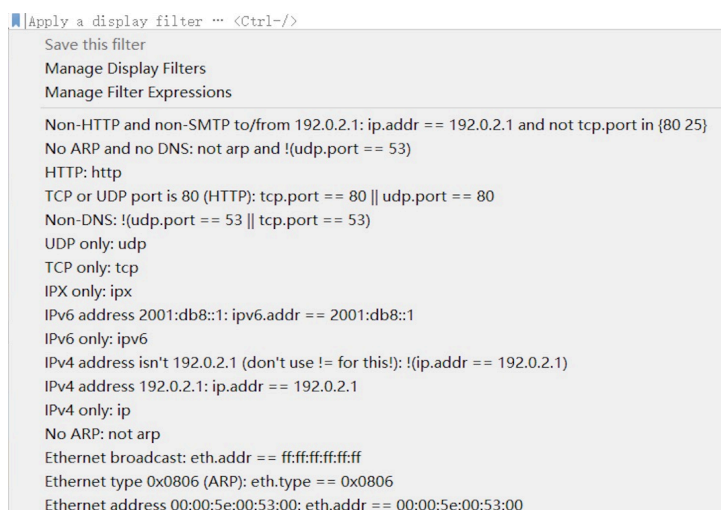 Apply a display filter … <Ctrl-/>
Save this filter
Manage Display Filters
Manage Filter Expressions
Non-HTTP and non-SMTP to/from 192.0.2.1: ip.addr == 192.0.2.1 and not tcp.port in {80 25}
No ARP and no DNS: not arp and !(udp.port == 53)
HTTP: http
TCP or UDP port is 80 (HTTP): tcp.port == 80 || udp.port == 80
Non-DNS: !(udp.port == 53 || tcp.port == 53)
UDP only: udp
TCP only: tcp
IPX only: ipx
IPv6 address 2001:db8::1: ipv6.addr == 2001:db8::1
IPv6 only: ipv6
IPv4 address isn't 192.0.2.1 (don't use != for this!): !(ip.addr == 192.0.2.1)
IPv4 address 192.0.2.1: ip.addr == 192.0.2.1
IPv4 only: ip
No ARP: not arp
Ethernet broadcast: eth.addr == ff:ff:ff:ff:ff:ff
Ethernet type 0x0806 (ARP): eth.type == 0x0806
Ethernet address 00:00:5e:00:53:00: eth.addr == 00:00:5e:00:53:00